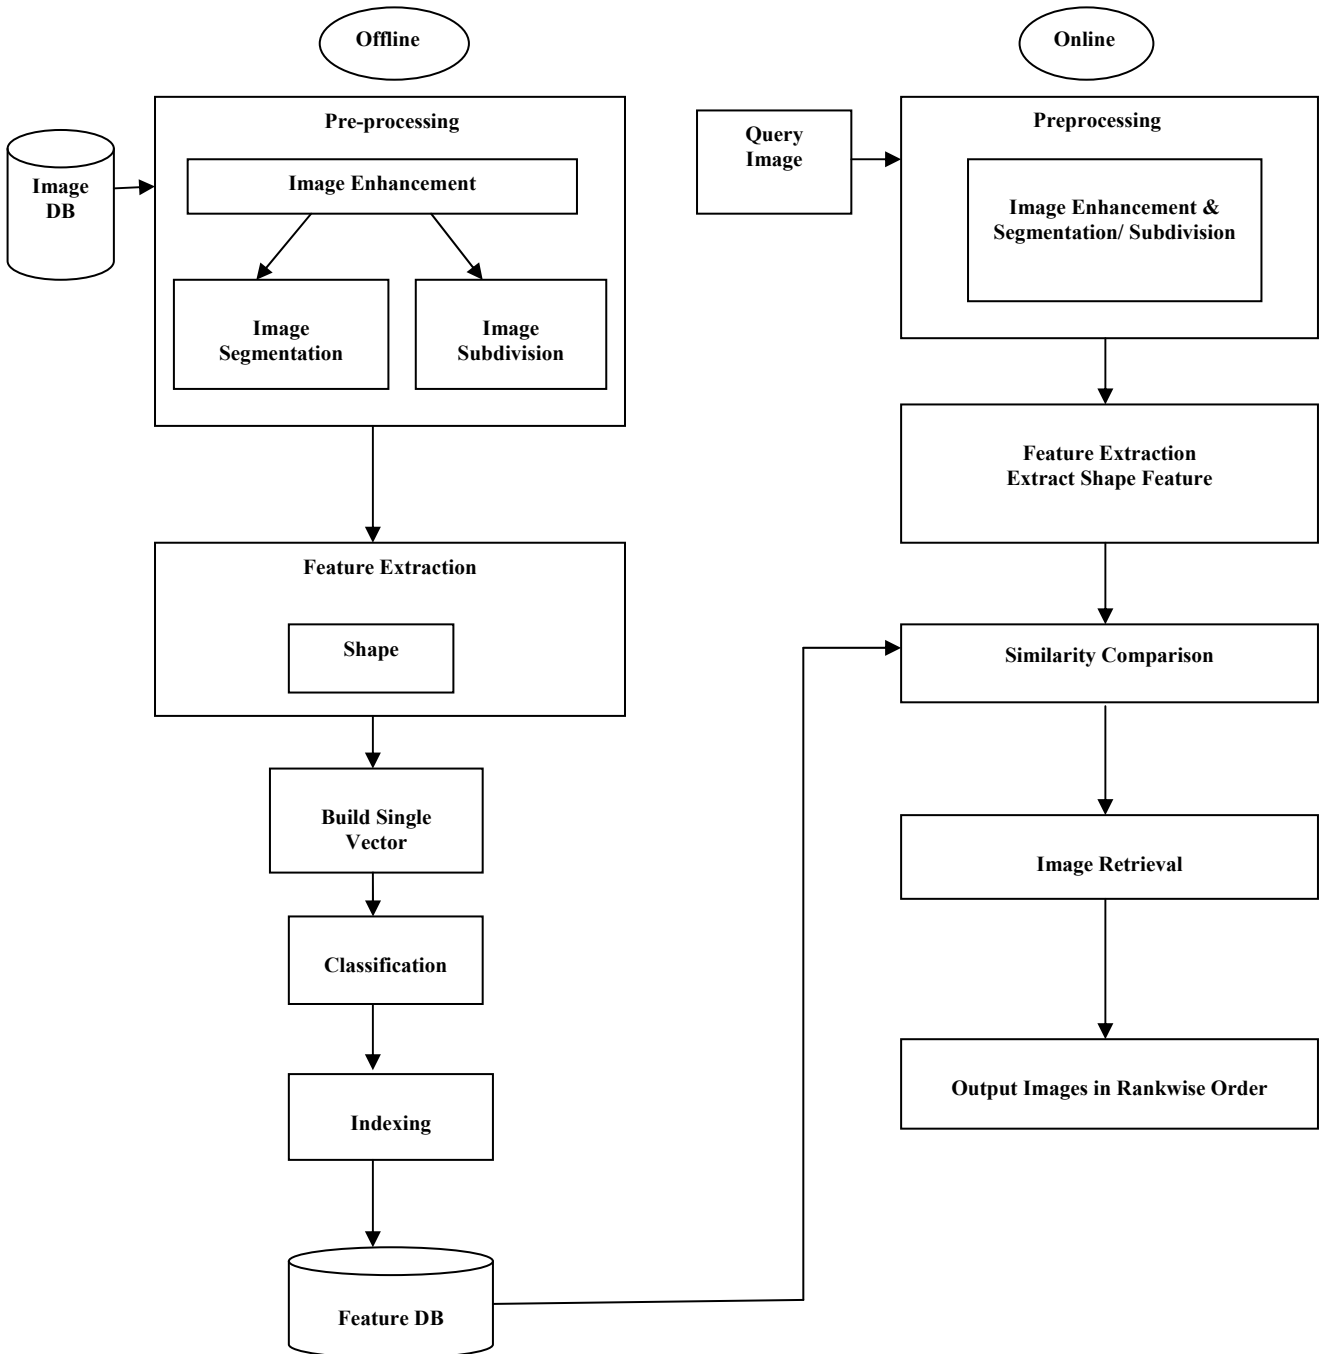 Offline
Pre-processing
Image
DB
Image Enhancement
Image
Segmentation
Image
Subdivision
Feature Extraction
Shape
Build Single
Vector
Classification
Indexing
Feature DB
Online
Query
Image
Preprocessing
Image Enhancement &
Segmentation/ Subdivision
Feature Extraction
Extract Shape Feature
Similarity Comparison
Image Retrieval
Output Images in Rankwise Order